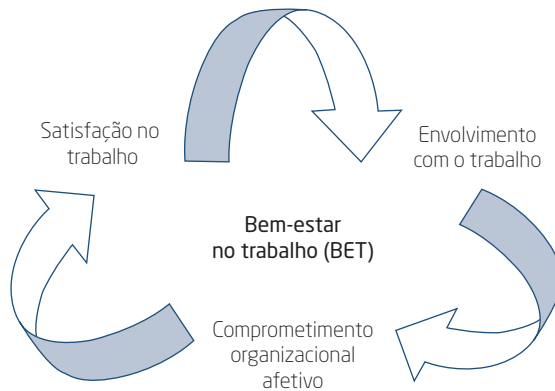 Satisfação no
trabalho
Envolvimento
com o trabalho
Bem-estar
no trabalho (BET)
Comprometimento
organizacional
afetivo